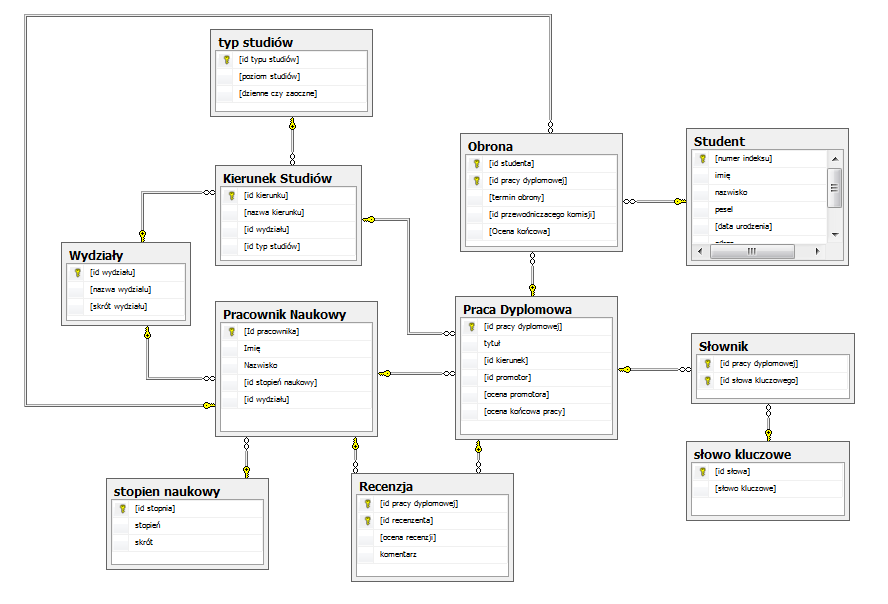 typ studiów
[id typu studiów]
[poziom studiów]
[dzienne czy zaoczne]
Obrona
[id studenta]
[id pracy dyplomowej]
[termin obrony]
[id przewodniczacego komisji]
[Ocena końcowa]
Student
[numer indeksu]
imię
nazwisko
pesel
[data urodzenia]
Kierunek Studiów
[id kierunku]
[nazwa kierunku]
[id wydziału]
[id typ studiów]
Wydziały
[id wydziału]
[nazwa wydziału]
[skrót wydziału]
Pracownik Naukowy
[Id pracownika]
Imię
Nazwisko
[id stopień naukowy]
[id wydziału]
Praca Dyplomowa
[id pracy dyplomowej]
tytuł
[id kierunek]
[id promotor]
[ocena promotora]
[ocena końcowa pracy]
Słownik
[id pracy dyplomowej]
[id słowa kluczowego]
słowo kluczowe
[id słowa]
[słowo kluczowe]
stopien naukowy
[id stopnia]
stopień
skrót
Recenzja
[id pracy dyplomowej]
[id recenzenta]
[ocena recenzji]
komentarz